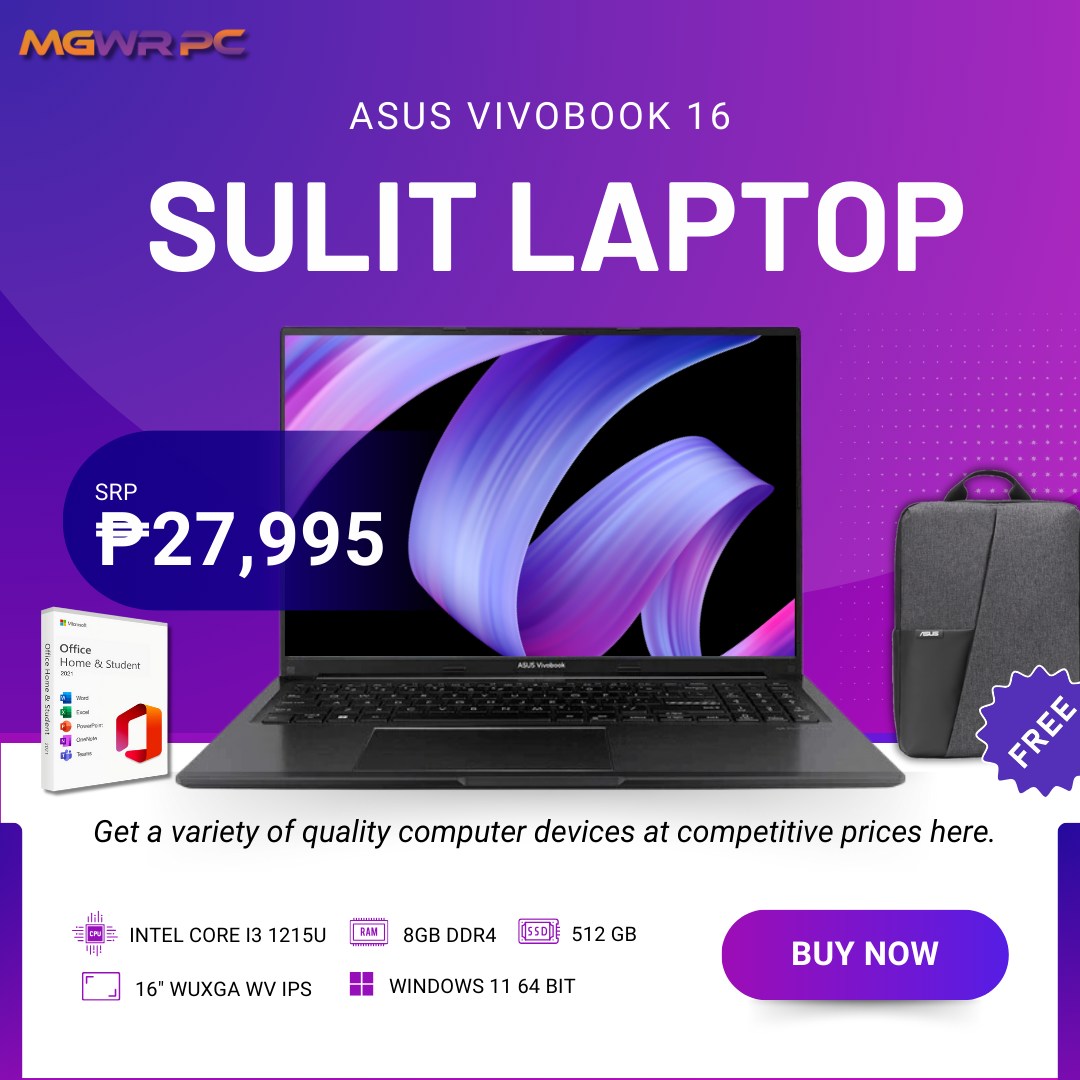 MGWR PC
ASUS VIVOBOOK 16
SULIT LAPTOP
SRP
₱27,995
Microsoft
Office
Home & Student
2021
Word
Excel
PowerPoint
OneNote
Teams
Office Home & Student 2021
ASUS Vivobook
ASUS
FREE
Get a variety of quality computer devices at competitive prices here.
CPU
INTEL CORE I3 1215U
RAM
8GB DDR4
SSD
512 GB
16" WUXGA WV IPS
WINDOWS 11 64 BIT
BUY NOW